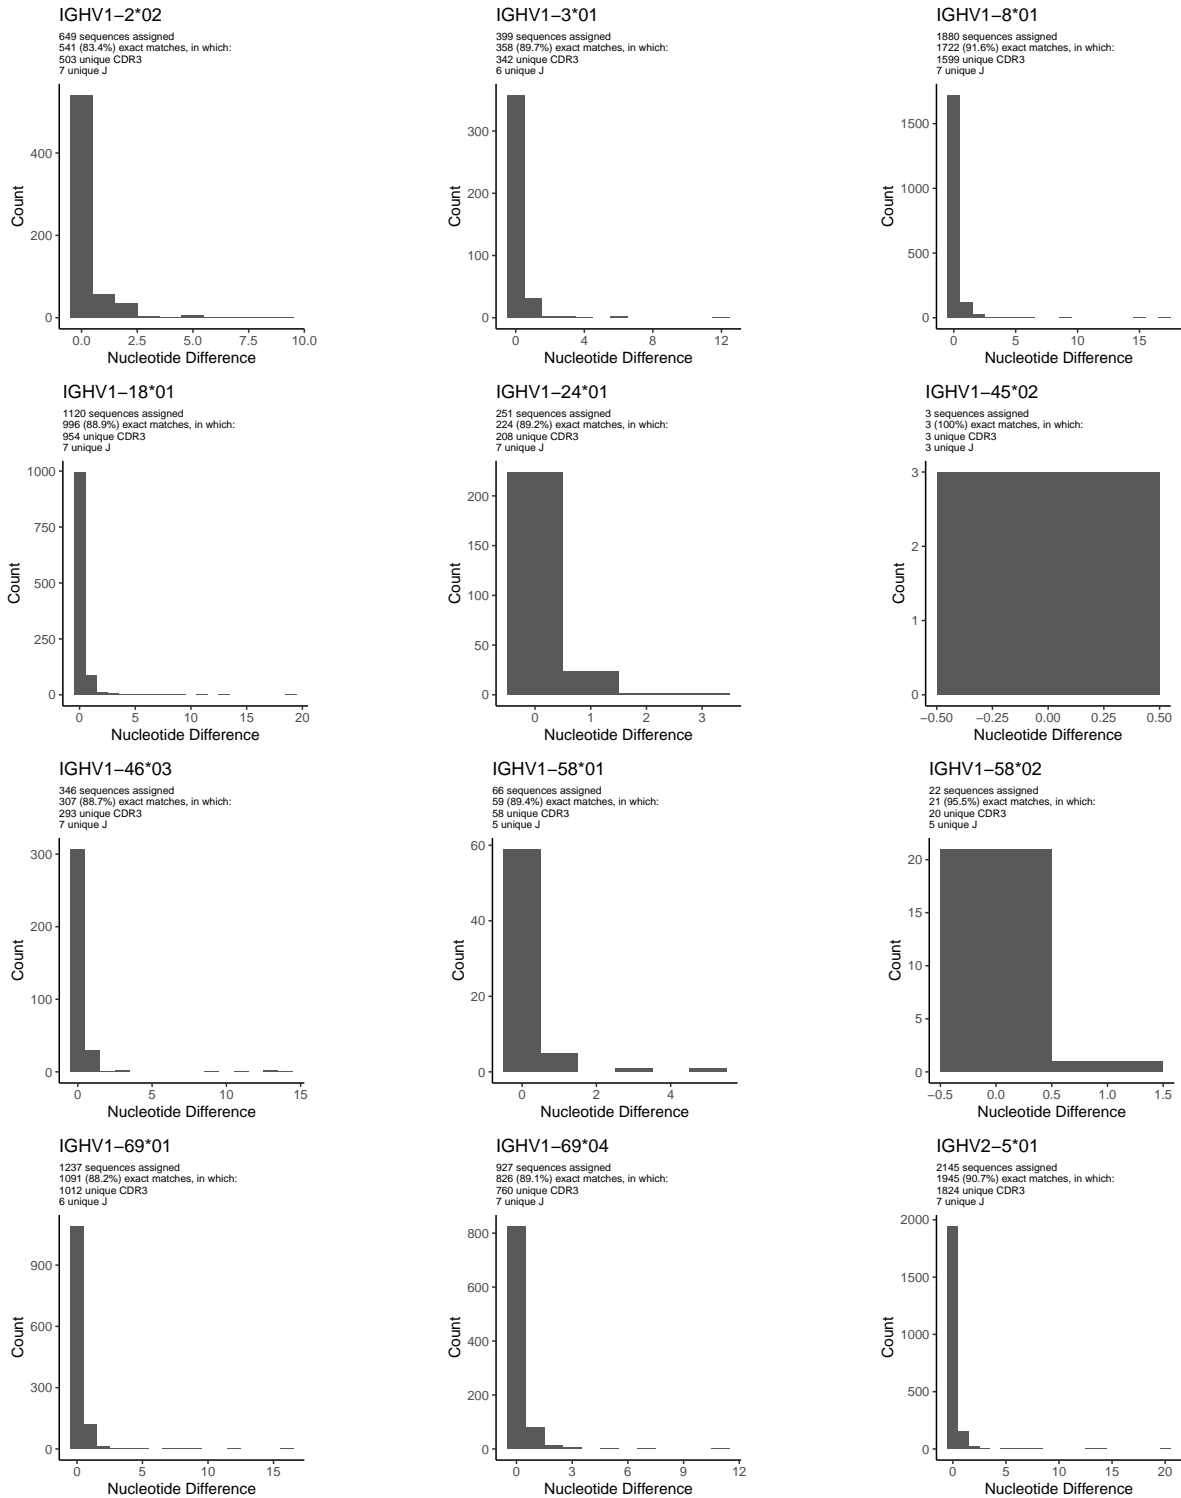 IGHV1−2*02
649 sequences assigned
541 (83.4%) exact matches, in which:
503 unique CDR3
7 unique J
400
200
0
Count
0.0 2.5 5.0 7.5 10.0
Nucleotide Difference
IGHV1−3*01
399 sequences assigned
358 (89.7%) exact matches, in which:
342 unique CDR3
6 unique J
300
200
100
0
Count
0 4 8 12
Nucleotide Difference
IGHV1−8*01
1880 sequences assigned
1722 (91.6%) exact matches, in which:
1599 unique CDR3
7 unique J
1500
1000
500
0
Count
0 5 10 15
Nucleotide Difference
IGHV1−18*01
1120 sequences assigned
996 (88.9%) exact matches, in which:
954 unique CDR3
7 unique J
1000
750
500
250
0
Count
0 5 10 15 20
Nucleotide Difference
IGHV1−24*01
251 sequences assigned
224 (89.2%) exact matches, in which:
208 unique CDR3
7 unique J
200
150
100
50
0
Count
0 1 2 3
Nucleotide Difference
IGHV1−45*02
3 sequences assigned
3 (100%) exact matches, in which:
3 unique CDR3
3 unique J
3
2
1
0
Count
−0.50 −0.25 0.00 0.25 0.50
Nucleotide Difference
IGHV1−46*03
346 sequences assigned
307 (88.7%) exact matches, in which:
293 unique CDR3
7 unique J
300
200
100
0
Count
0 5 10 15
Nucleotide Difference
IGHV1−58*01
66 sequences assigned
59 (89.4%) exact matches, in which:
58 unique CDR3
5 unique J
60
40
20
0
Count
0 2 4
Nucleotide Difference
IGHV1−58*02
22 sequences assigned
21 (95.5%) exact matches, in which:
20 unique CDR3
5 unique J
20
15
10
5
0
Count
−0.5 0.0 0.5 1.0 1.5
Nucleotide Difference
IGHV1−69*01
1237 sequences assigned
1091 (88.2%) exact matches, in which:
1012 unique CDR3
6 unique J
900
600
300
0
Count
0 5 10 15
Nucleotide Difference
IGHV1−69*04
927 sequences assigned
826 (89.1%) exact matches, in which:
760 unique CDR3
7 unique J
800
600
400
200
0
Count
0 3 6 9 12
Nucleotide Difference
IGHV2−5*01
2145 sequences assigned
1945 (90.7%) exact matches, in which:
1824 unique CDR3
7 unique J
2000
1500
1000
500
0
Count
0 5 10 15 20
Nucleotide Difference